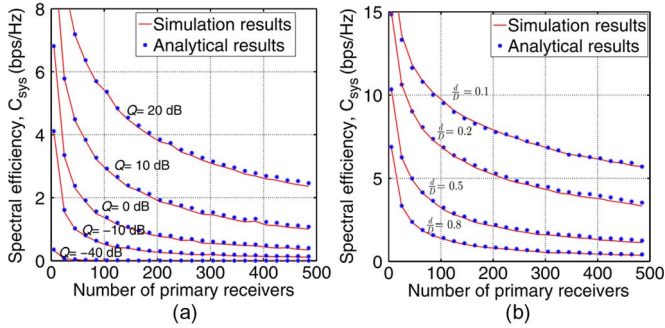 Spectral efficiency, C_sys (bps/Hz)
8
6
4
2
0
Simulation results
Analytical results
Q= 20 dB
Q= 10 dB
Q= 0 dB
Q= −10 dB
Q= −40 dB
0 100 200 300 400 500
Number of primary receivers
(a)
Spectral efficiency, C_sys (bps/Hz)
15
10
5
0
Simulation results
Analytical results
d/D = 0.1
d/D = 0.2
d/D = 0.5
d/D = 0.8
0 100 200 300 400 500
Number of primary receivers
(b)